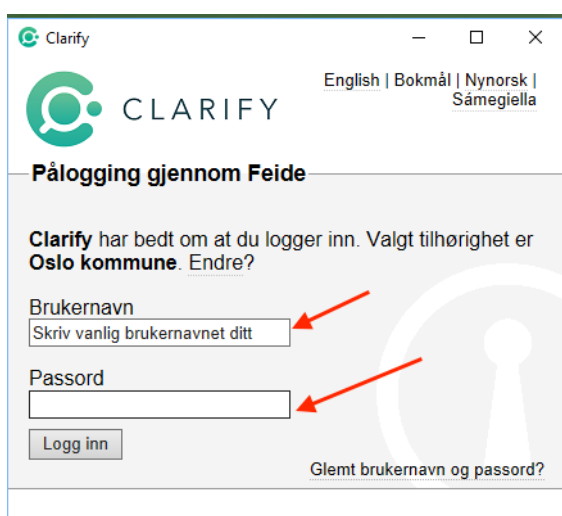 Clarify
English | Bokmål | Nynorsk |
Sámegiella
CLARIFY
Pålogging gjennom Feide
Clarify har bedt om at du logger inn. Valgt tilhørighet er
Oslo kommune. Endre?
Brukernavn
Skriv vanlig brukernavnet ditt
Passord
Logg inn
Glemt brukernavn og passord?